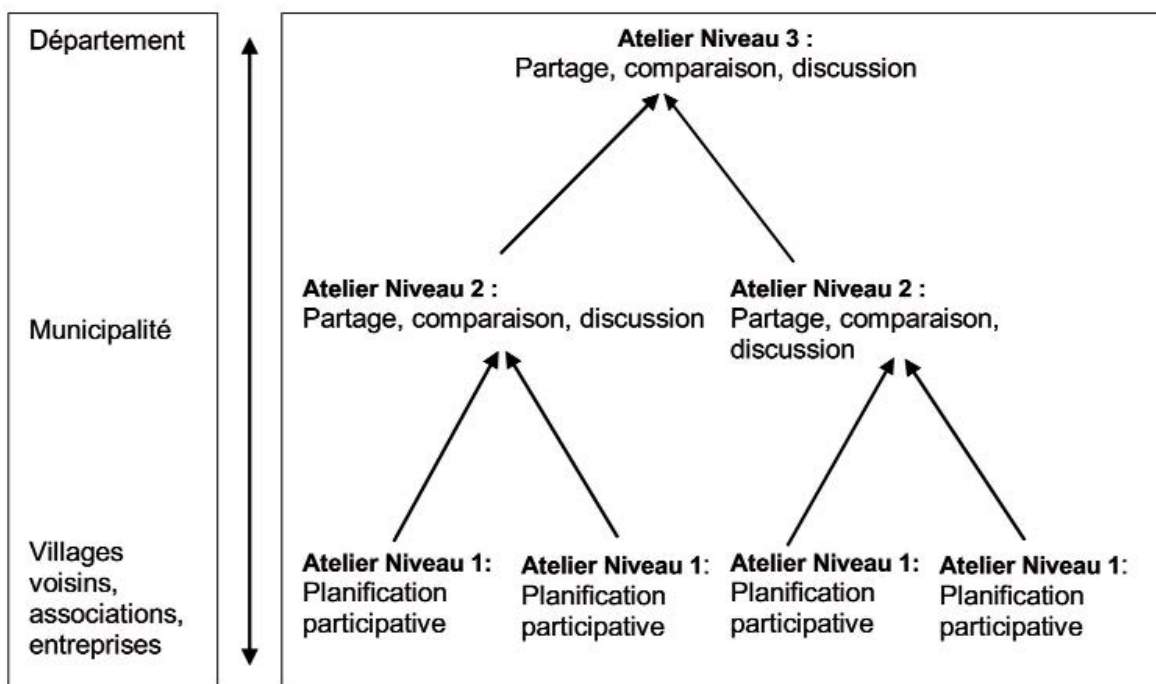 Département
Atelier Niveau 3 :
Partage, comparaison, discussion
Municipalité
Atelier Niveau 2 :
Partage, comparaison, discussion
Atelier Niveau 2 :
Partage, comparaison,
discussion
Villages
voisins,
associations,
entreprises
Atelier Niveau 1:
Planification
participative
Atelier Niveau 1:
Planification
participative
Atelier Niveau 1:
Planification
participative
Atelier Niveau 1:
Planification
participative